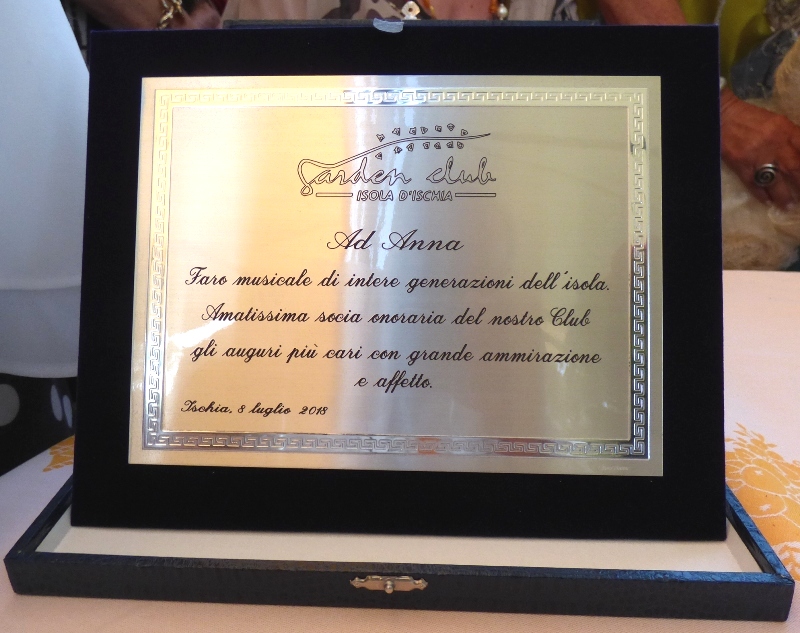 Garden club
ISOLA D'ISCHIA
Ad Anna
Faro musicale di intere generazioni dell'isola.
Amatissima socia onoraria del nostro Club
gli auguri più cari con grande ammirazione
e affetto.
Ischia, 8 luglio 2018